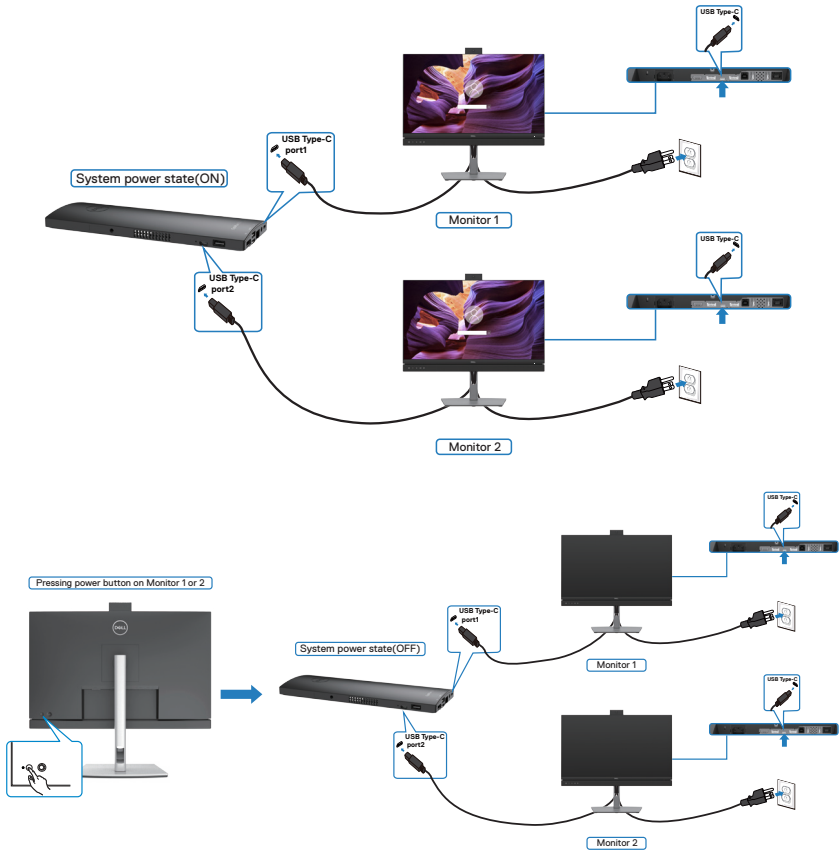 USB Type-C
USB Type-C
port1
System power state(ON)
Monitor 1
USB Type-C
USB Type-C
port2
Monitor 2
USB Type-C
Pressing power button on Monitor 1 or 2
USB Type-C
port1
DELL
System power state(OFF)
Monitor 1
USB Type-C
USB Type-C
port2
Monitor 2